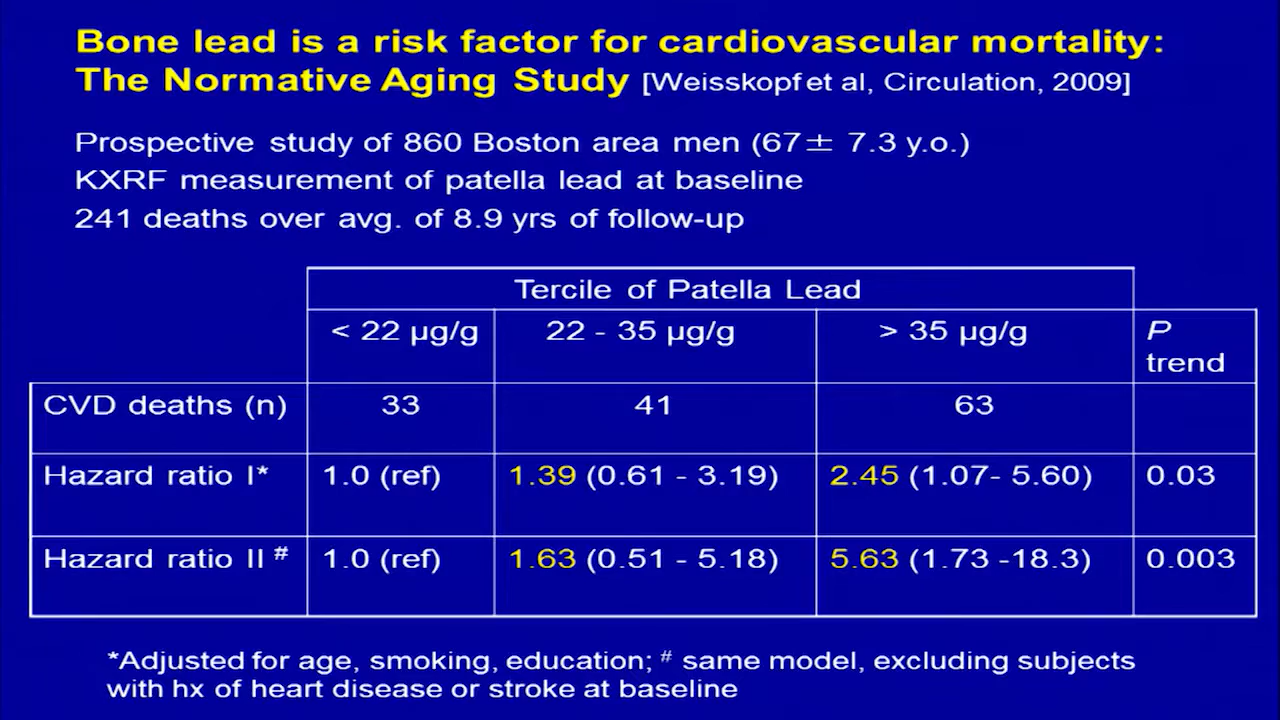 Bone lead is a risk factor for cardiovascular mortality:
The Normative Aging Study [Weisskopf et al, Circulation, 2009]
Prospective study of 860 Boston area men (67± 7.3 y.o.)
KXRF measurement of patella lead at baseline
241 deaths over avg. of 8.9 yrs of follow-up
Tercile of Patella Lead
< 22 µg/g 22 - 35 µg/g > 35 µg/g P
trend
CVD deaths (n) 33 41 63
Hazard ratio I* 1.0 (ref) 1.39 (0.61 - 3.19) 2.45 (1.07- 5.60) 0.03
Hazard ratio II # 1.0 (ref) 1.63 (0.51 - 5.18) 5.63 (1.73 -18.3) 0.003
*Adjusted for age, smoking, education; # same model, excluding subjects
with hx of heart disease or stroke at baseline